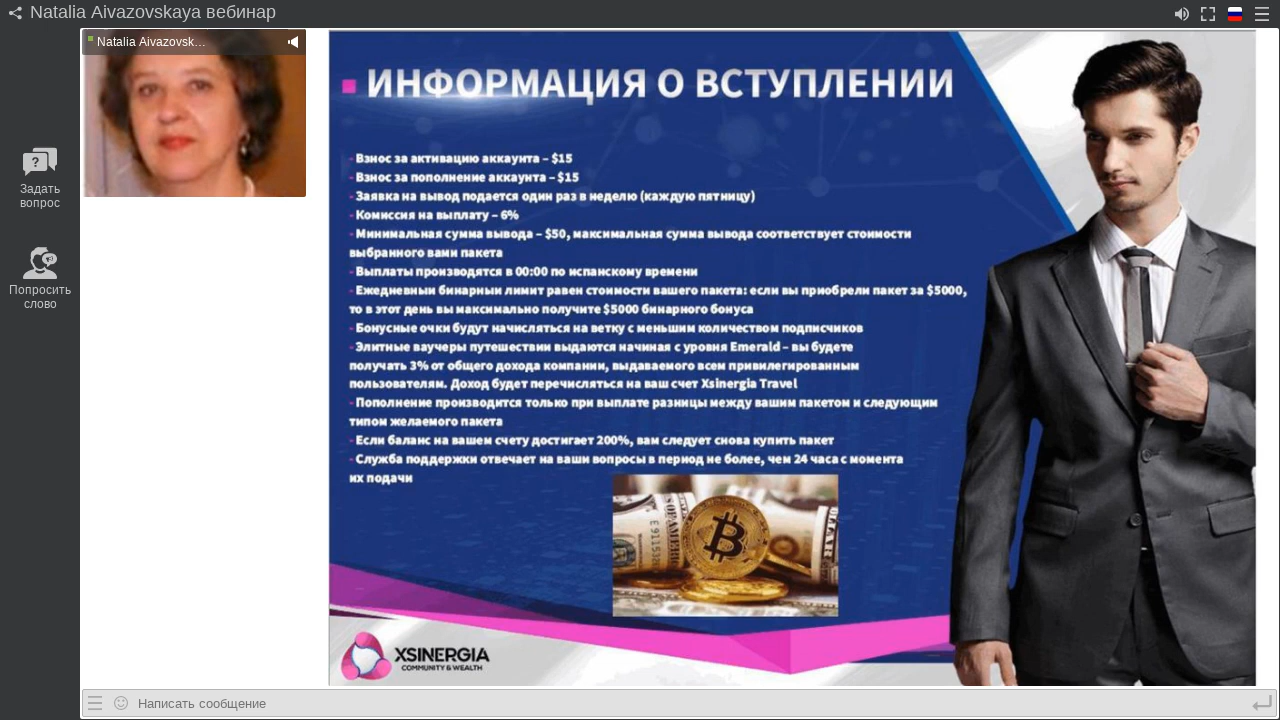 Natalia Aivazovskaya вебинар
Natalia Aivazovsk...
Задать
вопрос
Попросить
слово
ИНФОРМАЦИЯ О ВСТУПЛЕНИИ
- Взнос за активацию аккаунта – $15
- Взнос за пополнение аккаунта – $15
- Заявка на вывод подается один раз в неделю (каждую пятницу)
- Комиссия на выплату – 6%
- Минимальная сумма вывода – $50, максимальная сумма вывода соответствует стоимости
выбранного вами пакета
- Выплаты производятся в 00:00 по испанскому времени
- Ежедневный бинарный лимит равен стоимости вашего пакета: если вы приобрели пакет за $5000,
то в этот день вы максимально получите $5000 бинарного бонуса
- Бонусные очки будут начисляться на ветку с меньшим количеством подписчиков
- Элитные ваучеры путешествий выдаются начиная с уровня Emerald – вы будете
получать 3% от общего дохода компании, выдаваемого всем привилегированным
пользователям. Доход будет перечисляться на ваш счет Xsinergia Travel
- Пополнение производится только при выплате разницы между вашим пакетом и следующим
типом желаемого пакета
- Если баланс на вашем счету достигает 200%, вам следует снова купить пакет
- Служба поддержки отвечает на ваши вопросы в период не более, чем 24 часа с момента
их подачи
XSINERGIA
COMMUNITY & WEALTH
Написать сообщение